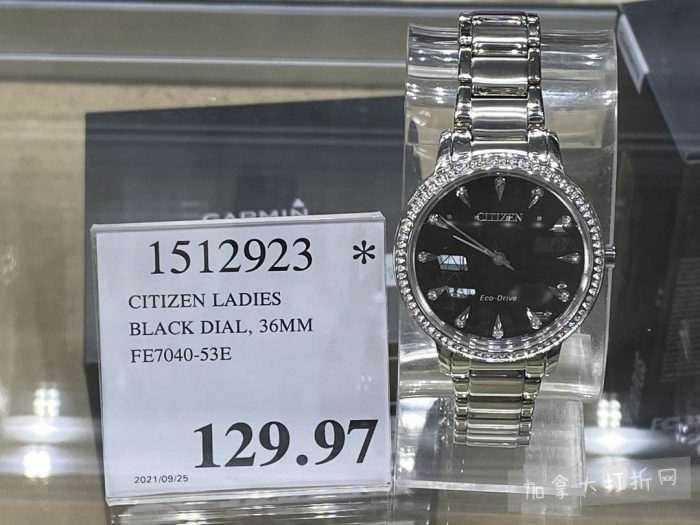 GARMIN
1512923 *
CITIZEN LADIES
BLACK DIAL, 36MM
FE7040-53E
129.97
2021/09/25
CITIZEN
Eco-Drive
加拿大打折网